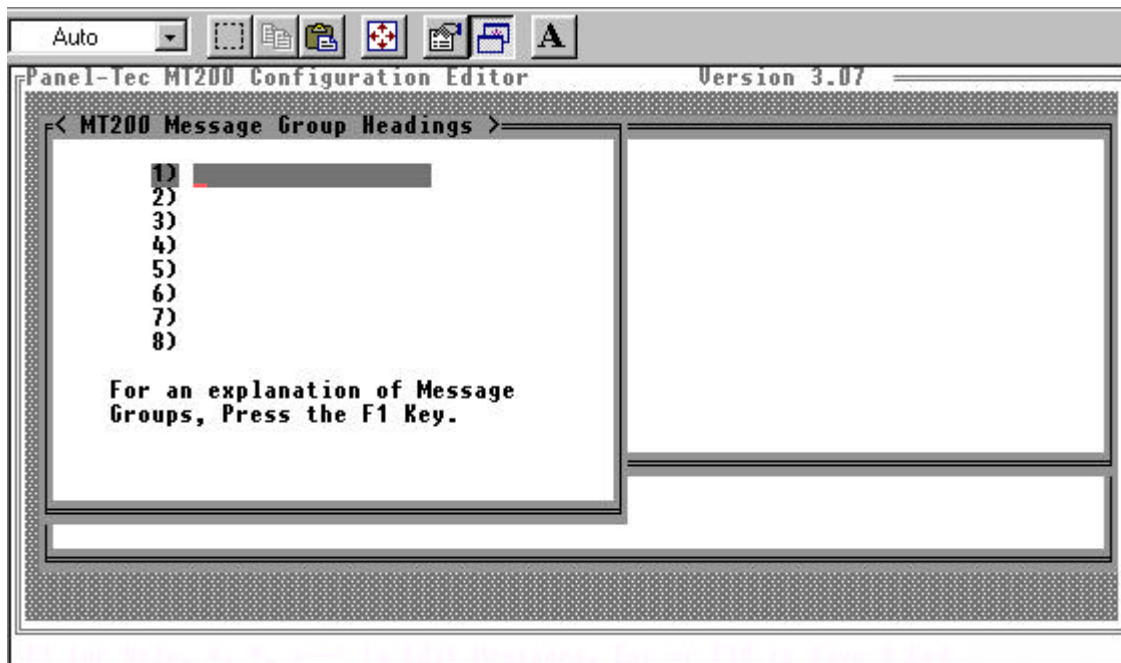 Auto
A
Panel-Tec MT200 Configuration Editor Version 3.07
< MT200 Message Group Headings >
1)
2)
3)
4)
5)
6)
7)
8)
For an explanation of Message
Groups, Press the F1 Key.